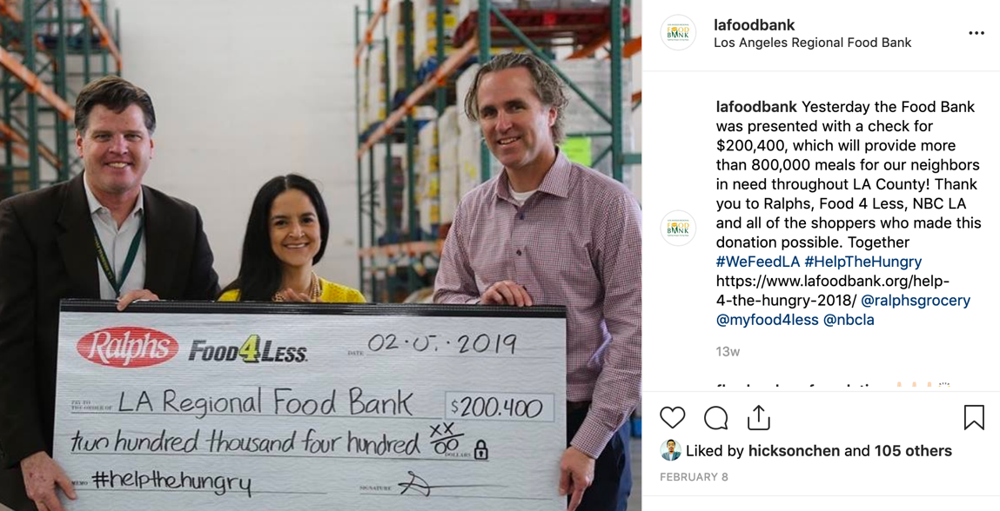 Ralphs
FOOD4LESS.
DATE
2019
PAY TO
THE ORDER OF
LA Regional Food Bank
$200.400
two hundred thousand four hundred XX/00
DOLLARS
MEMO
#helpthehungry
SIGNATURE
FOOD
BANK
lafoodbank
Los Angeles Regional Food Bank
FOOD
BANK
lafoodbank Yesterday the Food Bank
was presented with a check for
$200,400, which will provide more
than 800,000 meals for our neighbors
in need throughout LA County! Thank
you to Ralphs, Food 4 Less, NBC LA
and all of the shoppers who made this
donation possible. Together
#WeFeedLA #HelpTheHungry
https://www.lafoodbank.org/help-
4-the-hungry-2018/ @ralphsgrocery
@myfood4less @nbcla
13w
Liked by hicksonchen and 105 others
FEBRUARY 8